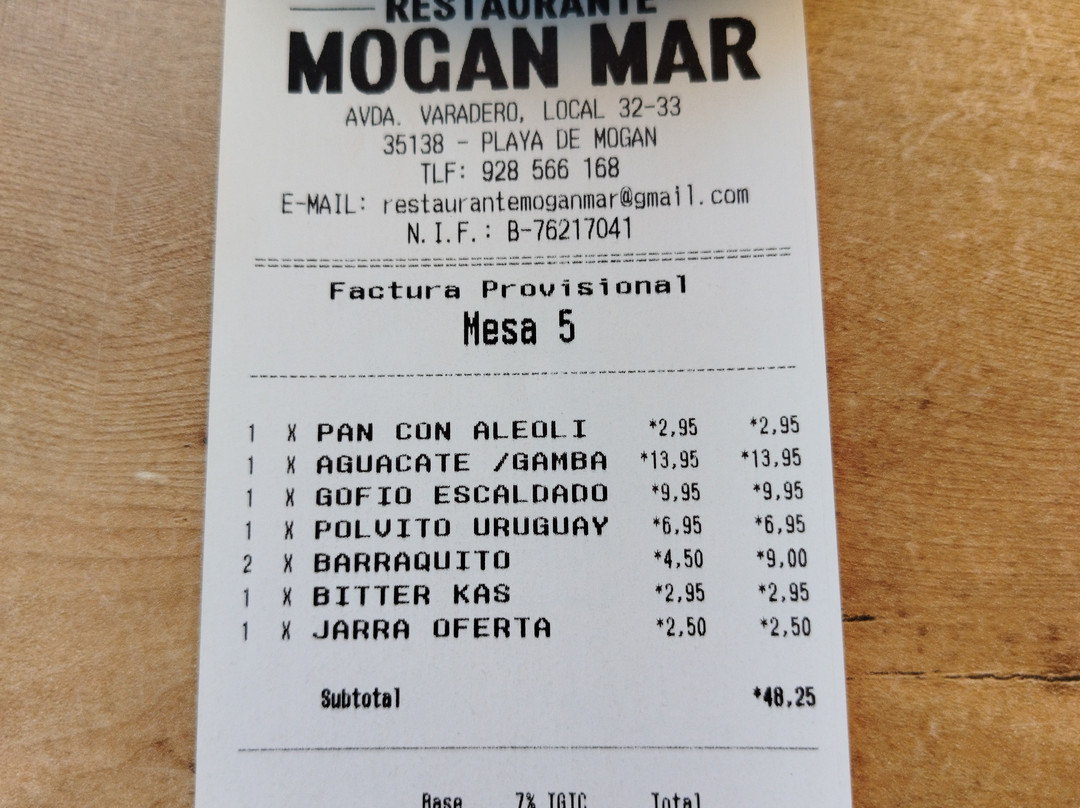 RESTAURANTE
MOGAN MAR
AVDA. VARADERO, LOCAL 32-33
35138 - PLAYA DE MOGAN
TLF: 928 566 168
E-MAIL: restaurantemoganmar@gmail.com
N.I.F.: B-76217041
Factura Provisional
Mesa 5
1 X PAN CON ALEOLI *2,95 *2,95
1 X AGUACATE /GAMBA *13,95 *13,95
1 X GOFIO ESCALDADO *9,95 *9,95
1 X POLVITO URUGUAY *6,95 *6,95
2 X BARRAQUITO *4,50 *9,00
1 X BITTER KAS *2,95 *2,95
1 X JARRA OFERTA *2,50 *2,50
Subtotal *48,25
Base 7% IGIC Total